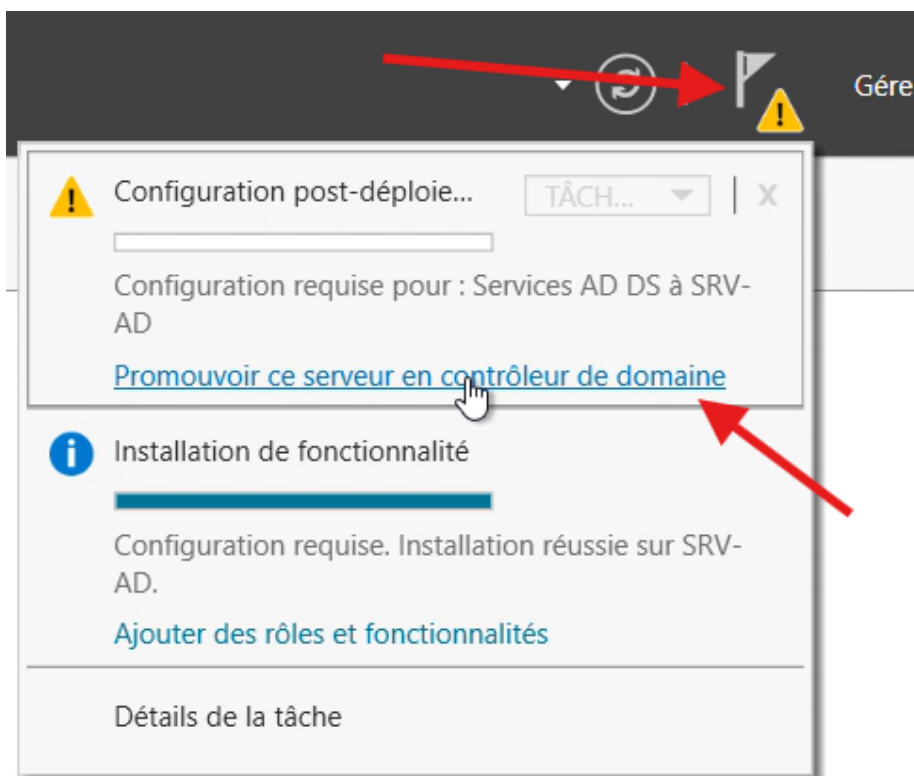 Gére
Configuration post-déploie...
TÂCH...
X
Configuration requise pour : Services AD DS à SRV-
AD
Promouvoir ce serveur en contrôleur de domaine
Installation de fonctionnalité
Configuration requise. Installation réussie sur SRV-
AD.
Ajouter des rôles et fonctionnalités
Détails de la tâche